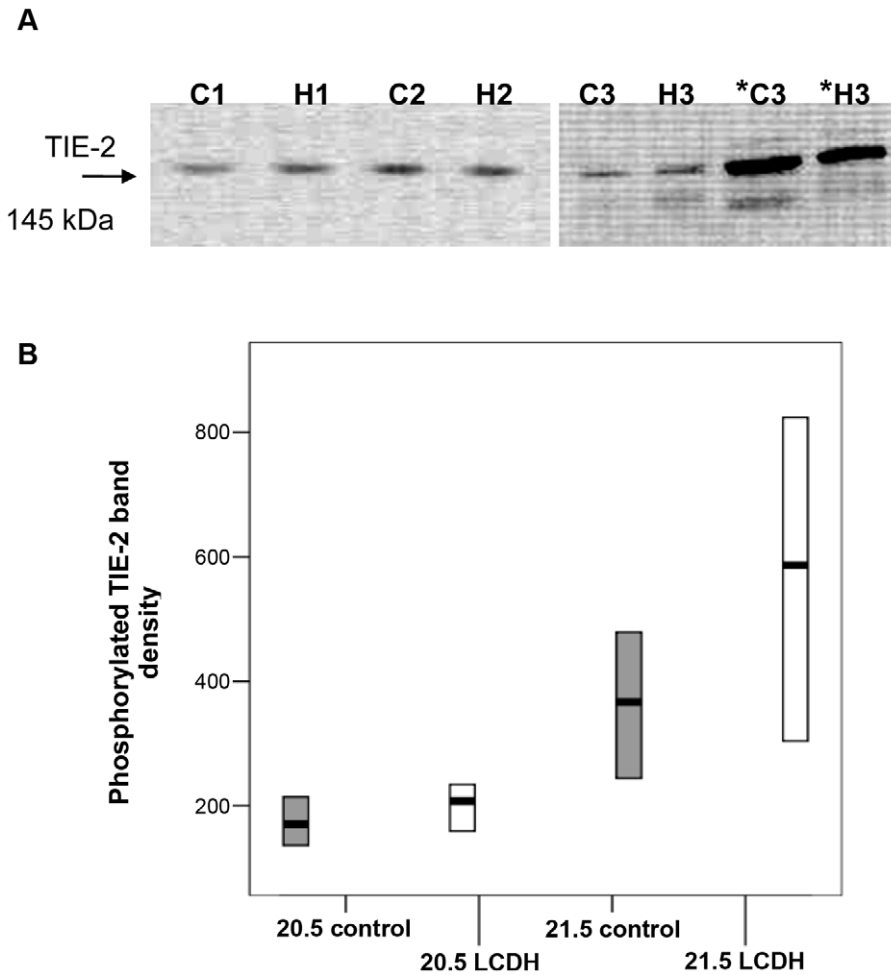 A
C1 H1 C2 H2 C3 H3 *C3 *H3
TIE-2
145 kDa
B
Phosphorylated TIE-2 band
density
800
600
400
200
20.5 control
20.5 LCDH
21.5 control
21.5 LCDH